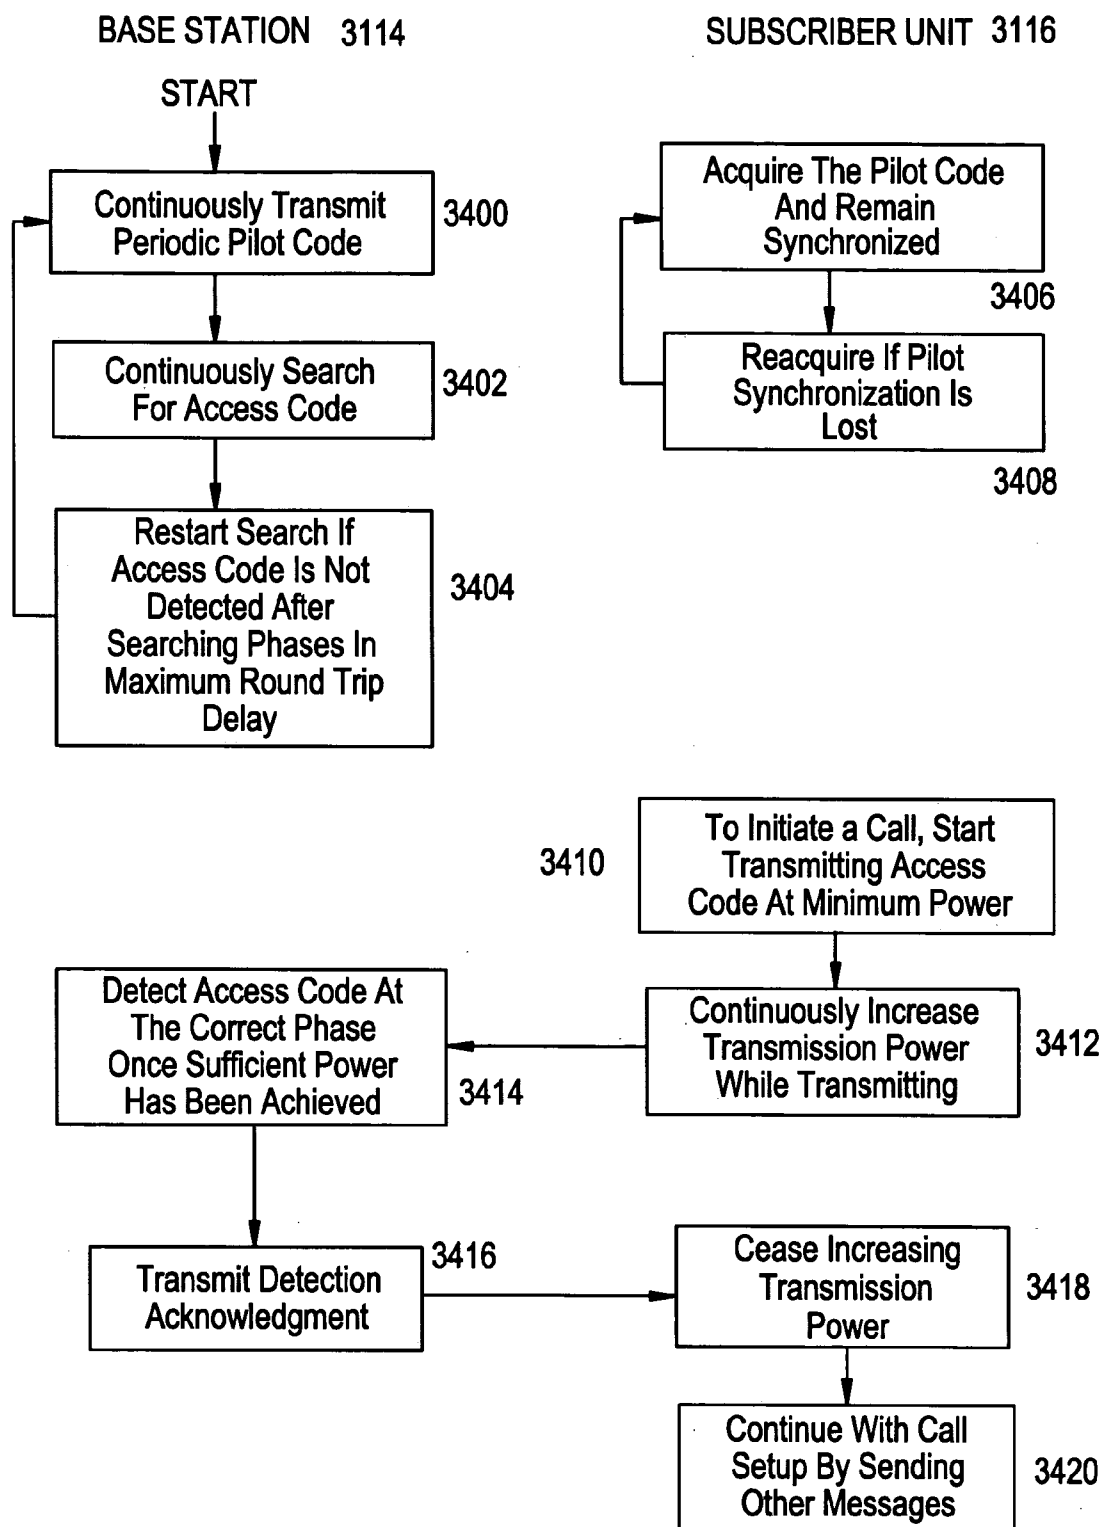 BASE STATION 3114
SUBSCRIBER UNIT 3116
START
Continuously Transmit
Periodic Pilot Code
3400
Continuously Search
For Access Code
3402
Restart Search If
Access Code Is Not
Detected After
Searching Phases In
Maximum Round Trip
Delay
3404
Acquire The Pilot Code
And Remain
Synchronized
3406
Reacquire If Pilot
Synchronization Is
Lost
3408
3410
To Initiate a Call, Start
Transmitting Access
Code At Minimum Power
Continuously Increase
Transmission Power
While Transmitting
3412
Detect Access Code At
The Correct Phase
Once Sufficient Power
Has Been Achieved
3414
Transmit Detection
Acknowledgment
3416
Cease Increasing
Transmission
Power
3418
Continue With Call
Setup By Sending
Other Messages
3420